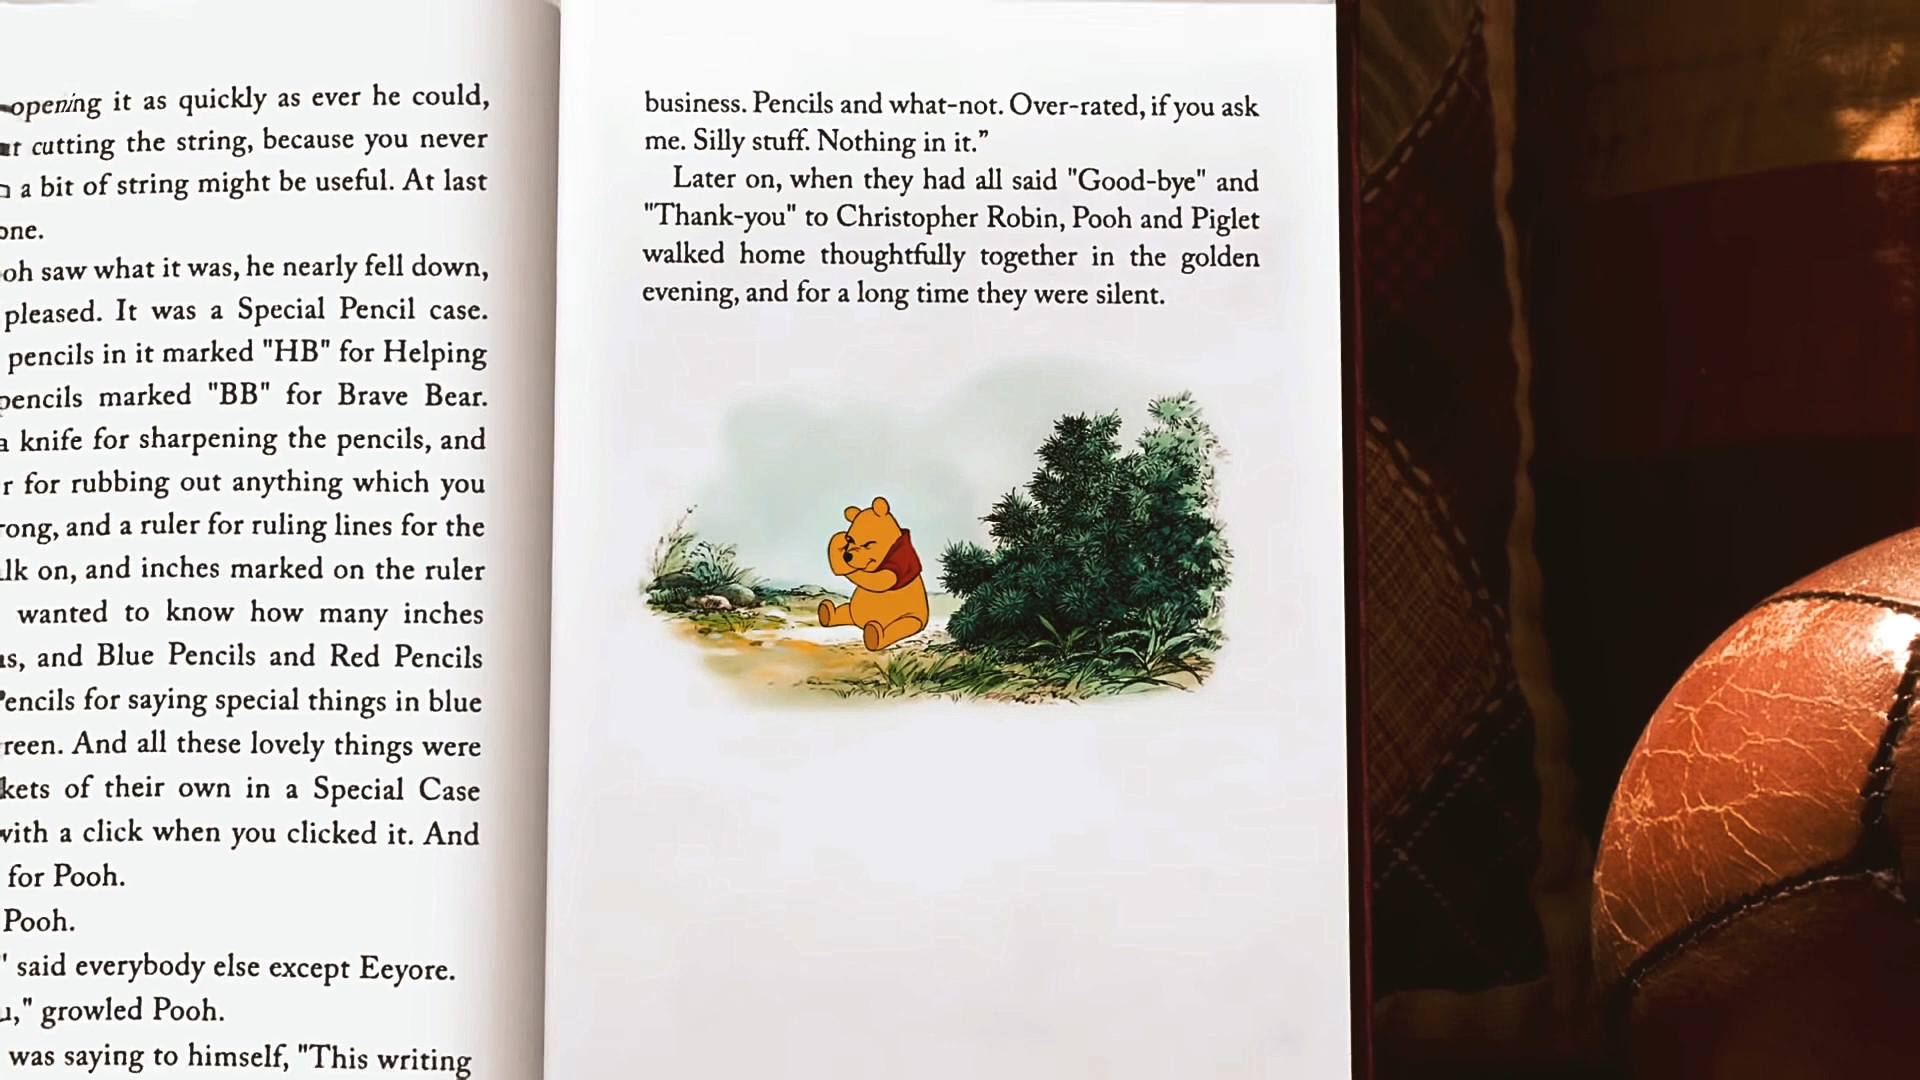 opening it as quickly as ever he could,
cutting the string, because you never
a bit of string might be useful. At last
saw what it was, he nearly fell down,
pleased. It was a Special Pencil case.
pencils in it marked "HB" for Helping
pencils marked "BB" for Brave Bear.
a knife for sharpening the pencils, and
for rubbing out anything which you
and a ruler for ruling lines for the
on, and inches marked on the ruler
wanted to know how many inches
and Blue Pencils and Red Pencils
Pencils for saying special things in blue
And all these lovely things were
of their own in a Special Case
with a click when you clicked it. And
for Pooh.
Pooh.
" said everybody else except Eeyore.
growled Pooh.
was saying to himself, "This writing
business. Pencils and what-not. Over-rated, if you ask
me. Silly stuff. Nothing in it.”
Later on, when they had all said "Good-bye" and
"Thank-you" to Christopher Robin, Pooh and Piglet
walked home thoughtfully together in the golden
evening, and for a long time they were silent.